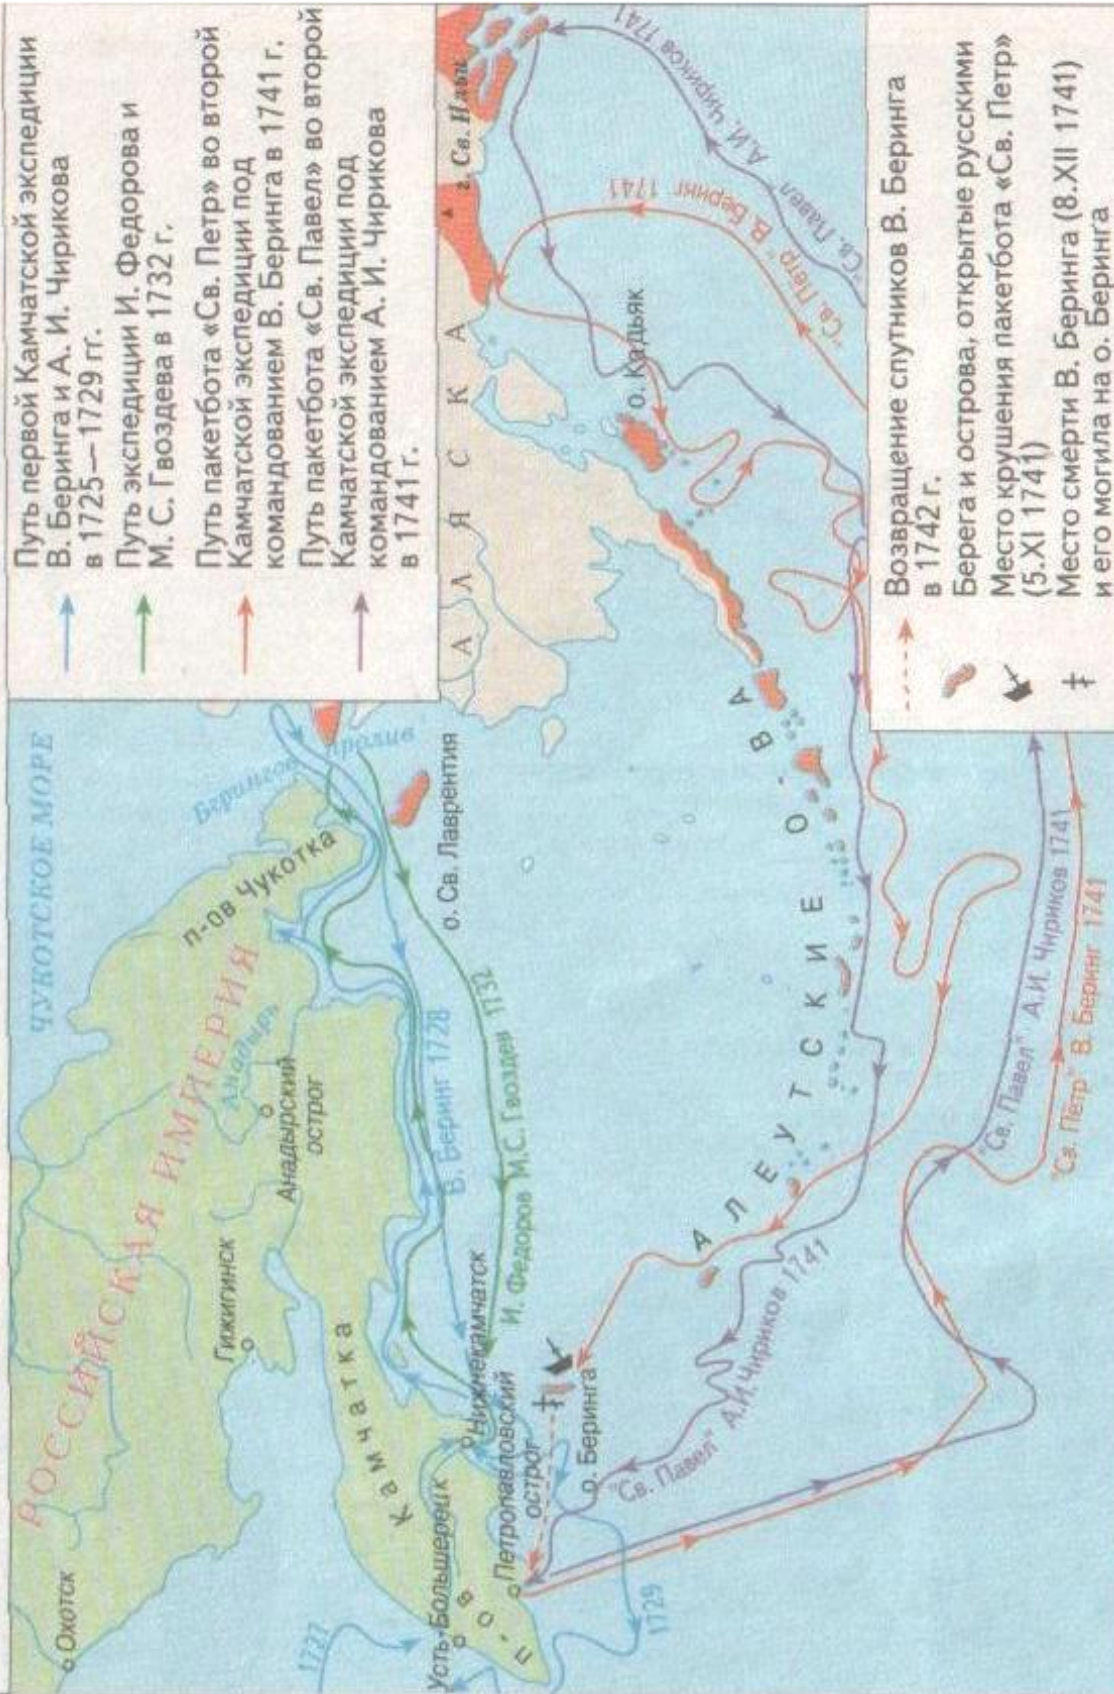 Путь первой Камчатской экспедиции
В. Беринга и А. И. Чирикова
в 1725—1729 гг.
Путь экспедиции И. Федорова и
М. С. Гвоздева в 1732 г.
Путь пакетбота «Св. Петр» во второй
Камчатской экспедиции под
командованием В. Беринга в 1741 г.
Путь пакетбота «Св. Павел» во второй
Камчатской экспедици под
командованием А. И. Чирикова
в 1741 г.
ЧУКОТСКОЕ МОРЕ
РОССИЙСКАЯ ИМПЕРИЯ
Берингов пролив
п-ов Чукотка
Анадырь
Анадырский
острог
Гижигинск
Охотск
о. Св. Лаврентия
АЛЯСКА
г. Св. Ильи
о. Кадьяк
"Св. Павел" А.И. Чириков 1741
"Св. Петр" В. Беринг 1741
В. Беринг 1728
И. Федоров М.С. Гвоздев 1732
п-ов Камчатка
Нижнекамчатск
Усть-Большерецк
Петропавловский
острог
о. Беринга
1727
1729
АЛЕУТСКИЕ О-ВА
"Св. Павел" А.И.Чириков 1741
"Св. Павел" А.И. Чириков 1741
"Св. Петр" В. Беринг 1741
Возвращение спутников В. Беринга
в 1742 г.
Берега и острова, открытые русскими
Место крушения пакетбота «Св. Петр»
(5.XI 1741)
Место смерти В. Беринга (8.XII 1741)
и его могила на о. Беринга